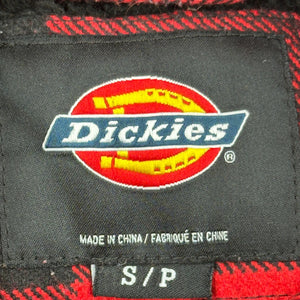 Dickies®
MADE IN CHINA / FABRIQUÉ EN CHINE
S/P